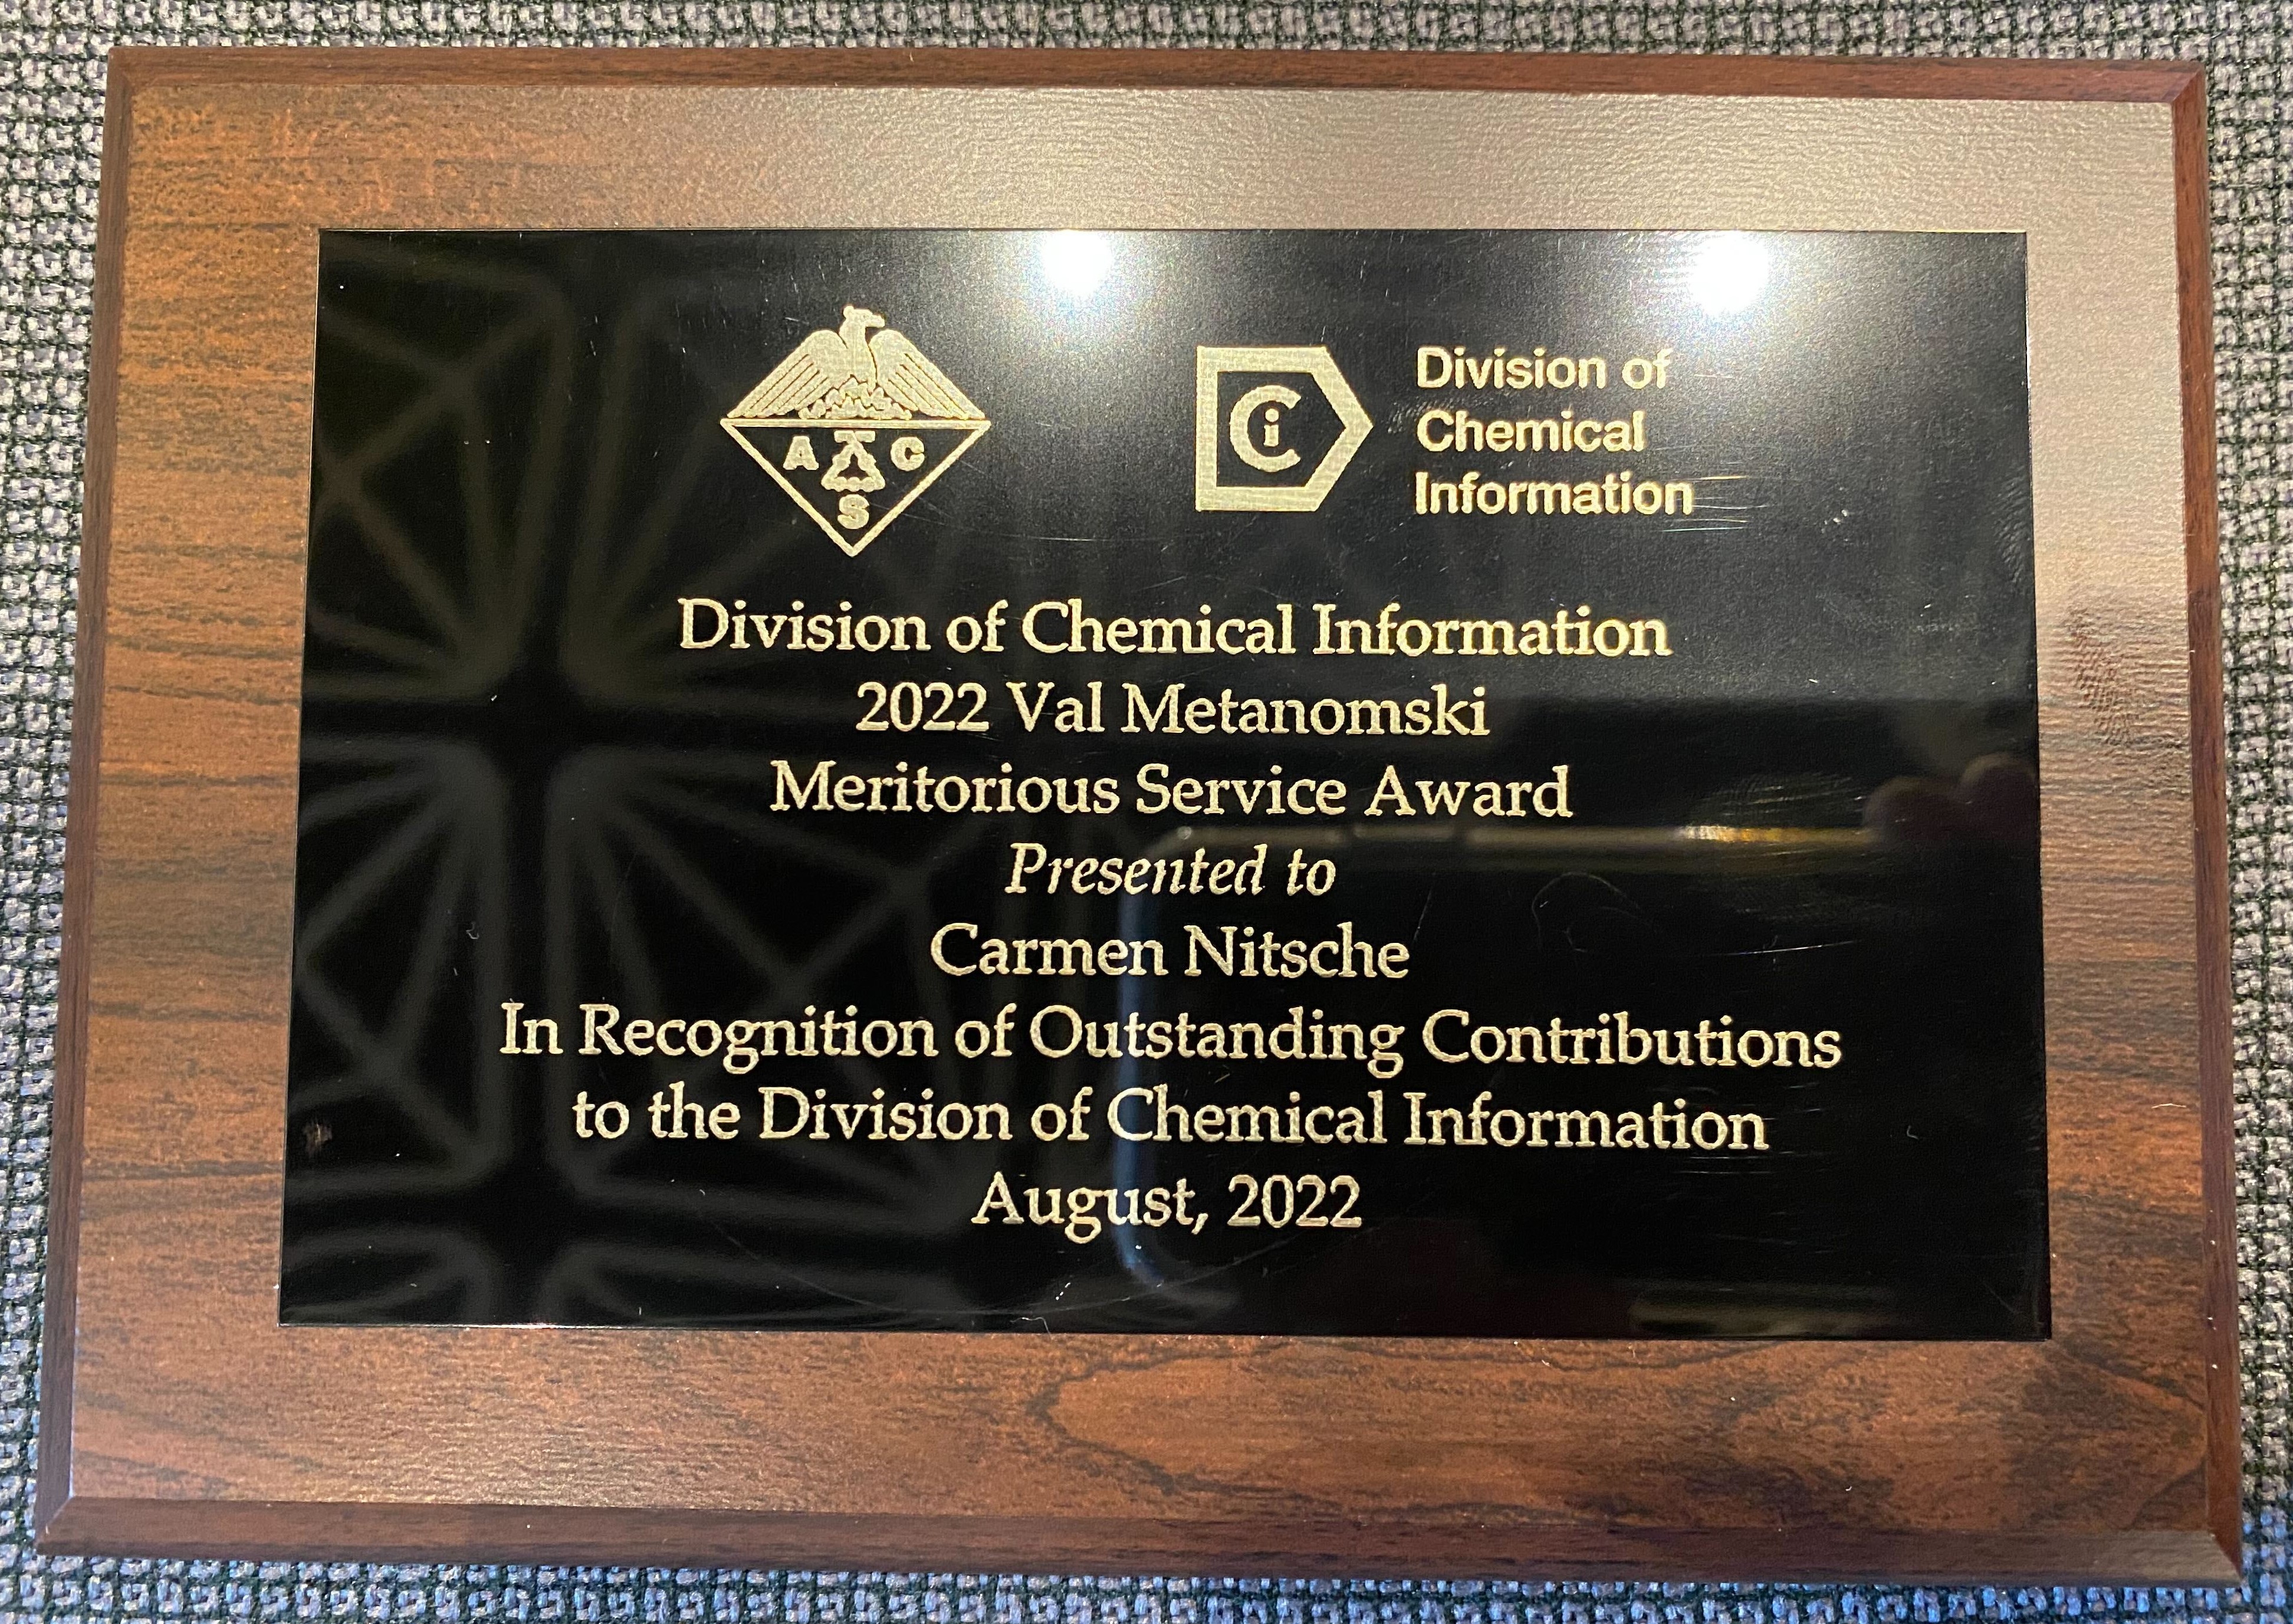 A C
S
Ci
Division of
Chemical
Information
Division of Chemical Information
2022 Val Metanomski
Meritorious Service Award
Presented to
Carmen Nitsche
In Recognition of Outstanding Contributions
to the Division of Chemical Information
August, 2022